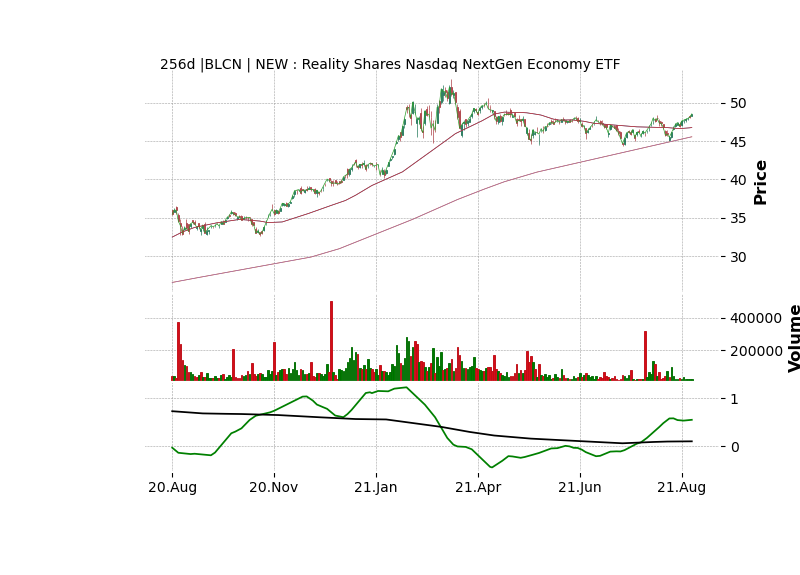 256d |BLCN | NEW : Reality Shares Nasdaq NextGen Economy ETF
50
45
40
35
30
Price
400000
200000
Volume
1
0
20.Aug 20.Nov 21.Jan 21.Apr 21.Jun 21.Aug